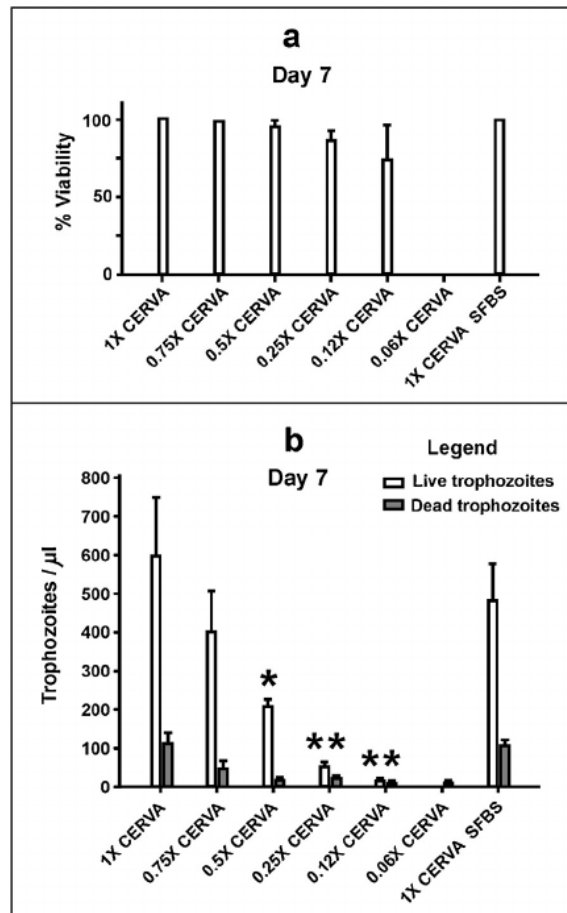 a
Day 7
% Viability
100
50
0
1X CERVA
0.75X CERVA
0.5X CERVA
0.25X CERVA
0.12X CERVA
0.06X CERVA
1X CERVA SFBS
b
Day 7
Legend
Live trophozoites
Dead trophozoites
Trophozoites / µl
800
700
600
500
400
300
200
100
0
*
**
**
1X CERVA
0.75X CERVA
0.5X CERVA
0.25X CERVA
0.12X CERVA
0.06X CERVA
1X CERVA SFBS